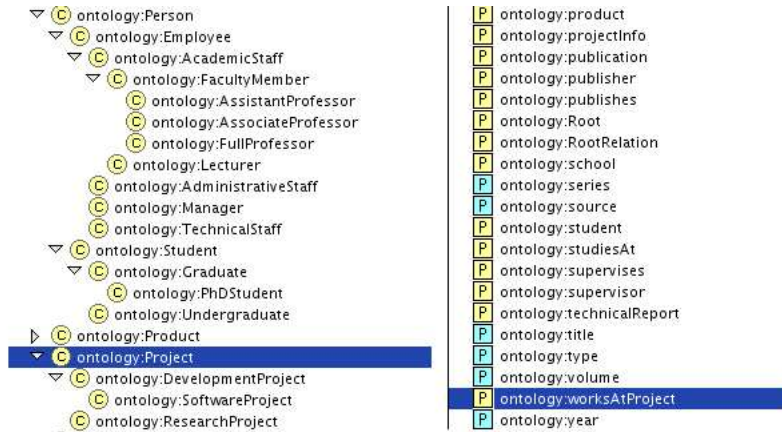 C ontology:Person
C ontology:Employee
C ontology:AcademicStaff
C ontology:FacultyMember
C ontology:AssistantProfessor
C ontology:AssociateProfessor
C ontology:FullProfessor
C ontology:Lecturer
C ontology:AdministrativeStaff
C ontology:Manager
C ontology:TechnicalStaff
C ontology:Student
C ontology:Graduate
C ontology:PhDStudent
C ontology:Undergraduate
C ontology:Product
C ontology:Project
C ontology:DevelopmentProject
C ontology:SoftwareProject
C ontology:ResearchProject
P ontology:product
P ontology:projectInfo
P ontology:publication
P ontology:publisher
P ontology:publishes
P ontology:Root
P ontology:RootRelation
P ontology:school
P ontology:series
P ontology:source
P ontology:student
P ontology:studiesAt
P ontology:supervises
P ontology:supervisor
P ontology:technicalReport
P ontology:title
P ontology:type
P ontology:volume
P ontology:worksAtProject
P ontology:year